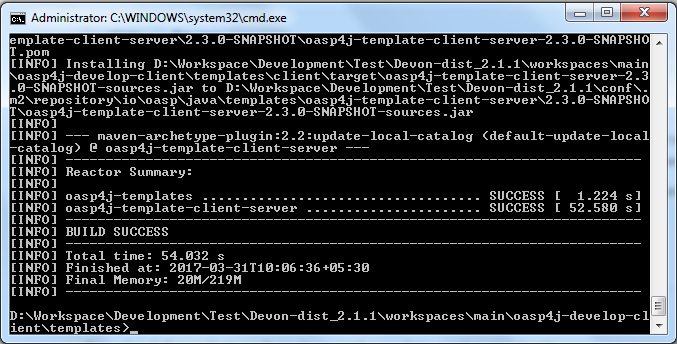 Administrator: C:\WINDOWS\system32\cmd.exe
emplate-client-server\2.3.0-SNAPSHOT\oasp4j-template-client-server-2.3.0-SNAPSHO
T.pom
[INFO] Installing D:\Workspace\Development\Test\Devon-dist_2.1.1\workspaces\main
\oasp4j-develop-client\templates\client\target\oasp4j-template-client-server-2.3
.0-SNAPSHOT-sources.jar to D:\Workspace\Development\Test\Devon-dist_2.1.1\conf\.
m2\repository\io\oasp\java\templates\oasp4j-template-client-server\2.3.0-SNAPSHO
T\oasp4j-template-client-server-2.3.0-SNAPSHOT-sources.jar
[INFO]
[INFO] --- maven-archetype-plugin:2.2:update-local-catalog (default-update-local
-catalog) @ oasp4j-template-client-server ---
[INFO] ------------------------------------------------------------------------
[INFO] Reactor Summary:
[INFO]
[INFO] oasp4j-templates ................................... SUCCESS [  1.224 s]
[INFO] oasp4j-template-client-server ...................... SUCCESS [ 52.580 s]
[INFO] ------------------------------------------------------------------------
[INFO] BUILD SUCCESS
[INFO] ------------------------------------------------------------------------
[INFO] Total time: 54.032 s
[INFO] Finished at: 2017-03-31T10:06:36+05:30
[INFO] Final Memory: 20M/219M
[INFO] ------------------------------------------------------------------------
D:\Workspace\Development\Test\Devon-dist_2.1.1\workspaces\main\oasp4j-develop-cl
ient\templates>_